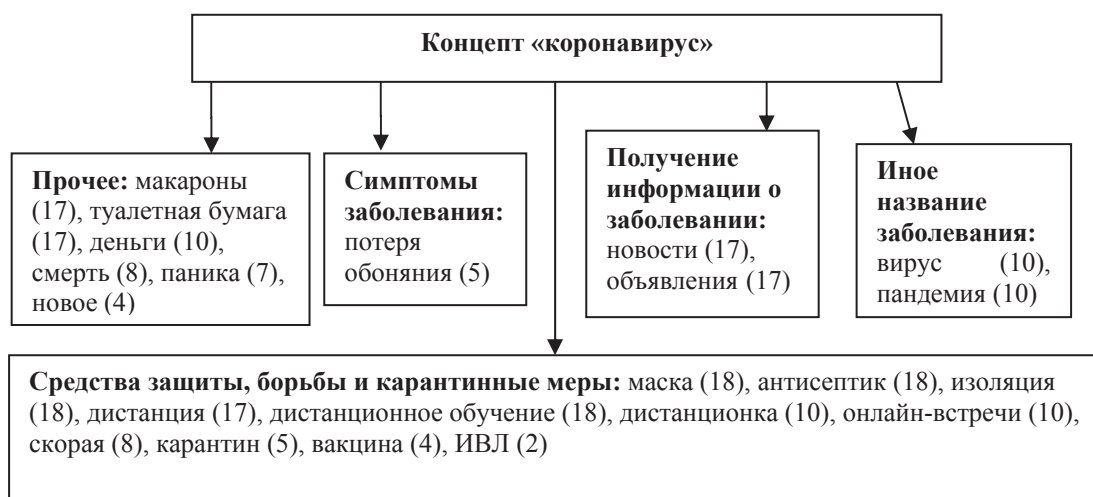 Концепт «коронавирус»
Прочее: макароны
(17), туалетная бумага
(17), деньги (10),
смерть (8), паника (7),
новое (4)
Симптомы
заболевания:
потеря
обоняния (5)
Получение
информации о
заболевании:
новости (17),
объявления (17)
Иное
название
заболевания:
вирус (10),
пандемия (10)
Средства защиты, борьбы и карантинные меры: маска (18), антисептик (18), изоляция
(18), дистанция (17), дистанционное обучение (18), дистанционка (10), онлайн-встречи (10),
скорая (8), карантин (5), вакцина (4), ИВЛ (2)